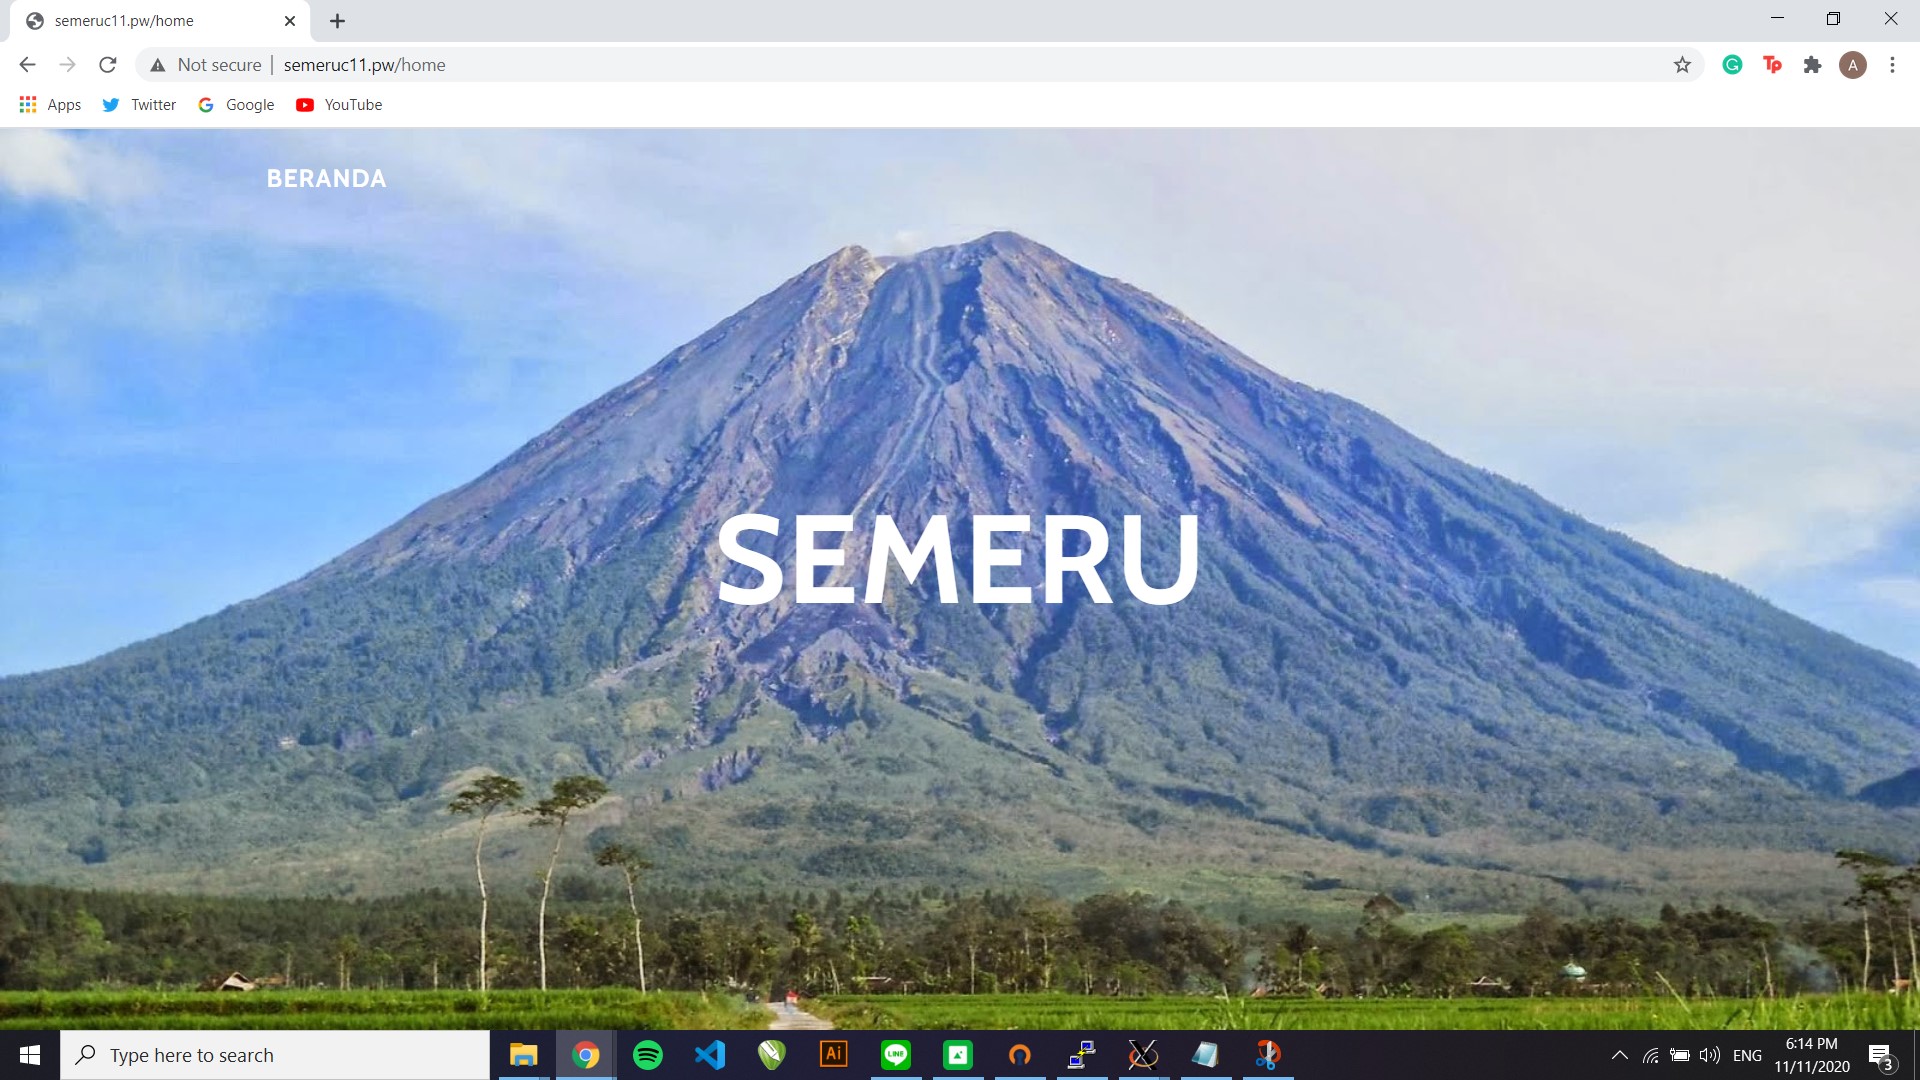 semeruc11.pw/home
Not secure | semeruc11.pw/home
A
Apps Twitter Google YouTube
BERANDA
SEMERU
Type here to search
Ai
LINE
ENG
6:14 PM
11/11/2020
3